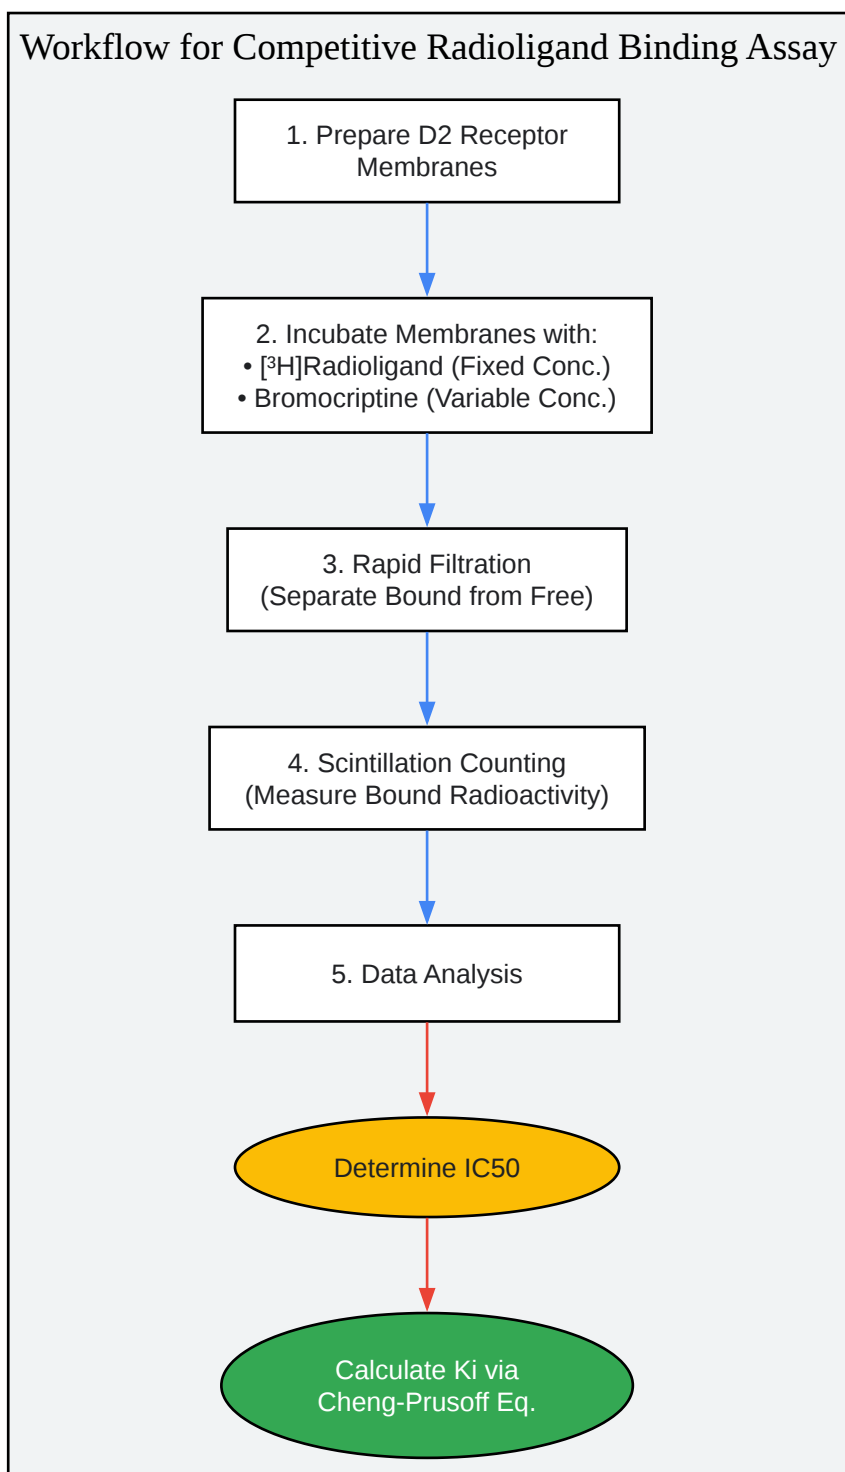 Workflow for Competitive Radioligand Binding Assay
1. Prepare D2 Receptor
Membranes
2. Incubate Membranes with:
• [³H]Radioligand (Fixed Conc.)
• Bromocriptine (Variable Conc.)
3. Rapid Filtration
(Separate Bound from Free)
4. Scintillation Counting
(Measure Bound Radioactivity)
5. Data Analysis
Determine IC50
Calculate Ki via
Cheng-Prusoff Eq.